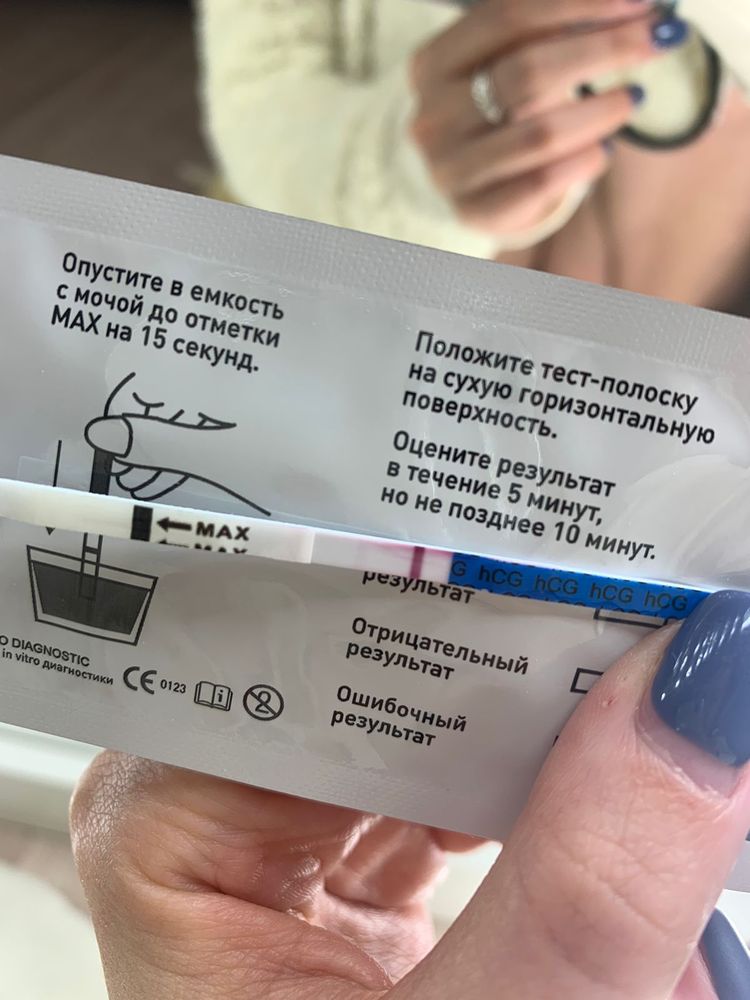 Опустите в емкость
с мочой до отметки
MAX на 15 секунд.
Положите тест-полоску
на сухую горизонтальную
поверхность.
Оцените результат
в течение 5 минут,
но не позднее 10 минут.
MAX
MAX
G hCG hCG hCG hCG
результат
Отрицательный
результат
Ошибочный
результат
O DIAGNOSTIC
in vitro диагностики
CE 0123